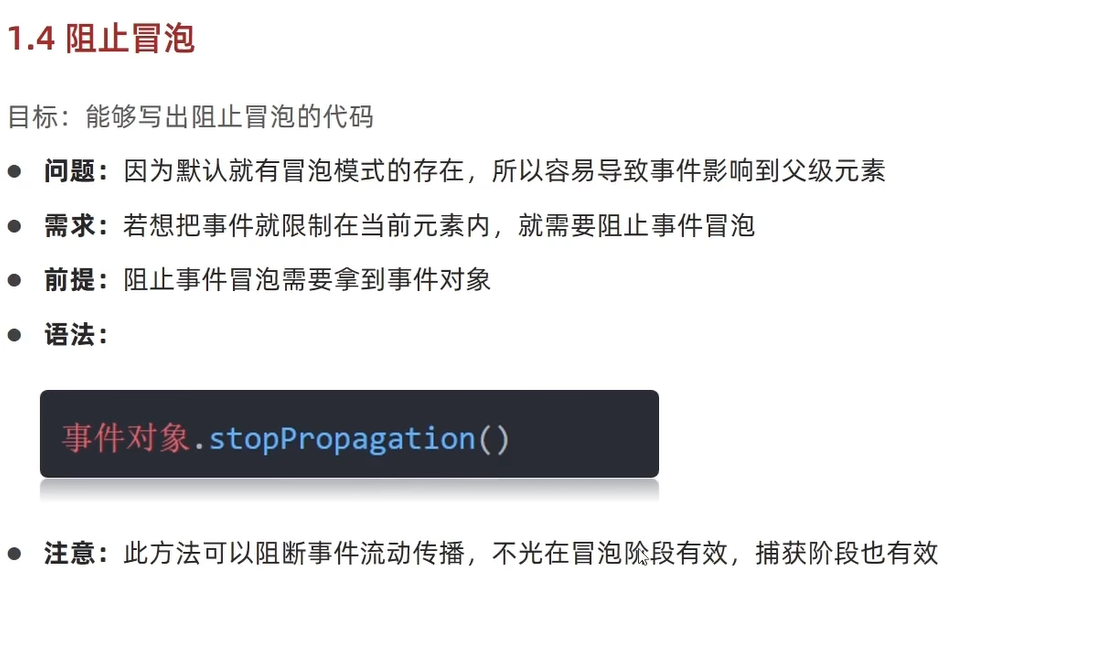 1.4 阻止冒泡
目标：能够写出阻止冒泡的代码
● 问题：因为默认就有冒泡模式的存在，所以容易导致事件影响到父级元素
● 需求：若想把事件就限制在当前元素内，就需要阻止事件冒泡
● 前提：阻止事件冒泡需要拿到事件对象
● 语法：
事件对象.stopPropagation()
● 注意：此方法可以阻断事件流动传播，不光在冒泡阶段有效，捕获阶段也有效